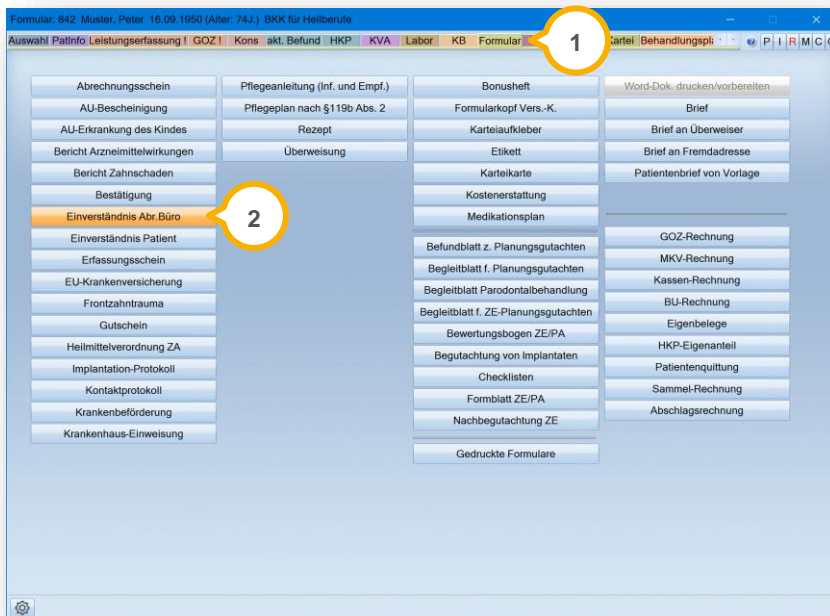 Formular: 842 Muster, Peter 16.09.1950 (Alter: 74J.) BKK für Heilberufe
Auswahl PatInfo Leistungserfassung ! GOZ ! Kons akt. Befund HKP KVA Labor KB Formular Kartei Behandlungspl P I R M C
1
Abrechnungsschein
AU-Bescheinigung
AU-Erkrankung des Kindes
Bericht Arzneimittelwirkungen
Bericht Zahnschaden
Bestätigung
Einverständnis Abr.Büro
2
Einverständnis Patient
Erfassungsschein
EU-Krankenversicherung
Frontzahntrauma
Gutschein
Heilmittelverordnung ZA
Implantation-Protokoll
Kontaktprotokoll
Krankenbeförderung
Krankenhaus-Einweisung
Pflegeanleitung (Inf. und Empf.)
Pflegeplan nach §119b Abs. 2
Rezept
Überweisung
Bonusheft
Formularkopf Vers.-K.
Karteiaufkleber
Etikett
Karteikarte
Kostenerstattung
Medikationsplan
Befundblatt z. Planungsgutachten
Begleitblatt f. Planungsgutachten
Begleitblatt Parodontalbehandlung
Begleitblatt f. ZE-Planungsgutachten
Bewertungsbogen ZE/PA
Begutachtung von Implantaten
Checklisten
Formblatt ZE/PA
Nachbegutachtung ZE
Gedruckte Formulare
Word-Dok. drucken/vorbereiten
Brief
Brief an Überweiser
Brief an Fremdadresse
Patientenbrief von Vorlage
GOZ-Rechnung
MKV-Rechnung
Kassen-Rechnung
BU-Rechnung
Eigenbelege
HKP-Eigenanteil
Patientenquittung
Sammel-Rechnung
Abschlagsrechnung